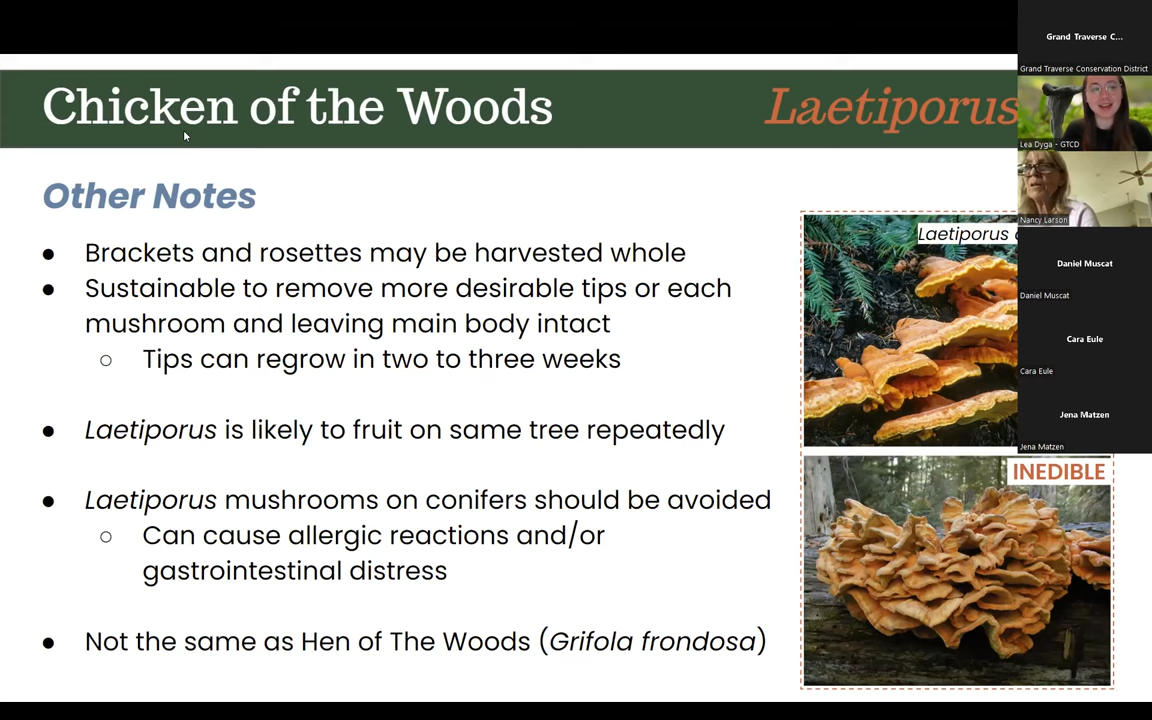 Chicken of the Woods
Laetiporus
Other Notes
● Brackets and rosettes may be harvested whole
● Sustainable to remove more desirable tips or each
mushroom and leaving main body intact
○ Tips can regrow in two to three weeks
● Laetiporus is likely to fruit on same tree repeatedly
● Laetiporus mushrooms on conifers should be avoided
○ Can cause allergic reactions and/or
gastrointestinal distress
● Not the same as Hen of The Woods (Grifola frondosa)
Laetiporus
INEDIBLE
Grand Traverse C...
Grand Traverse Conservation District
Lea Dyga - GTCD
Nancy Larson
Daniel Muscat
Daniel Muscat
Cara Eule
Cara Eule
Jena Matzen
Jena Matzen